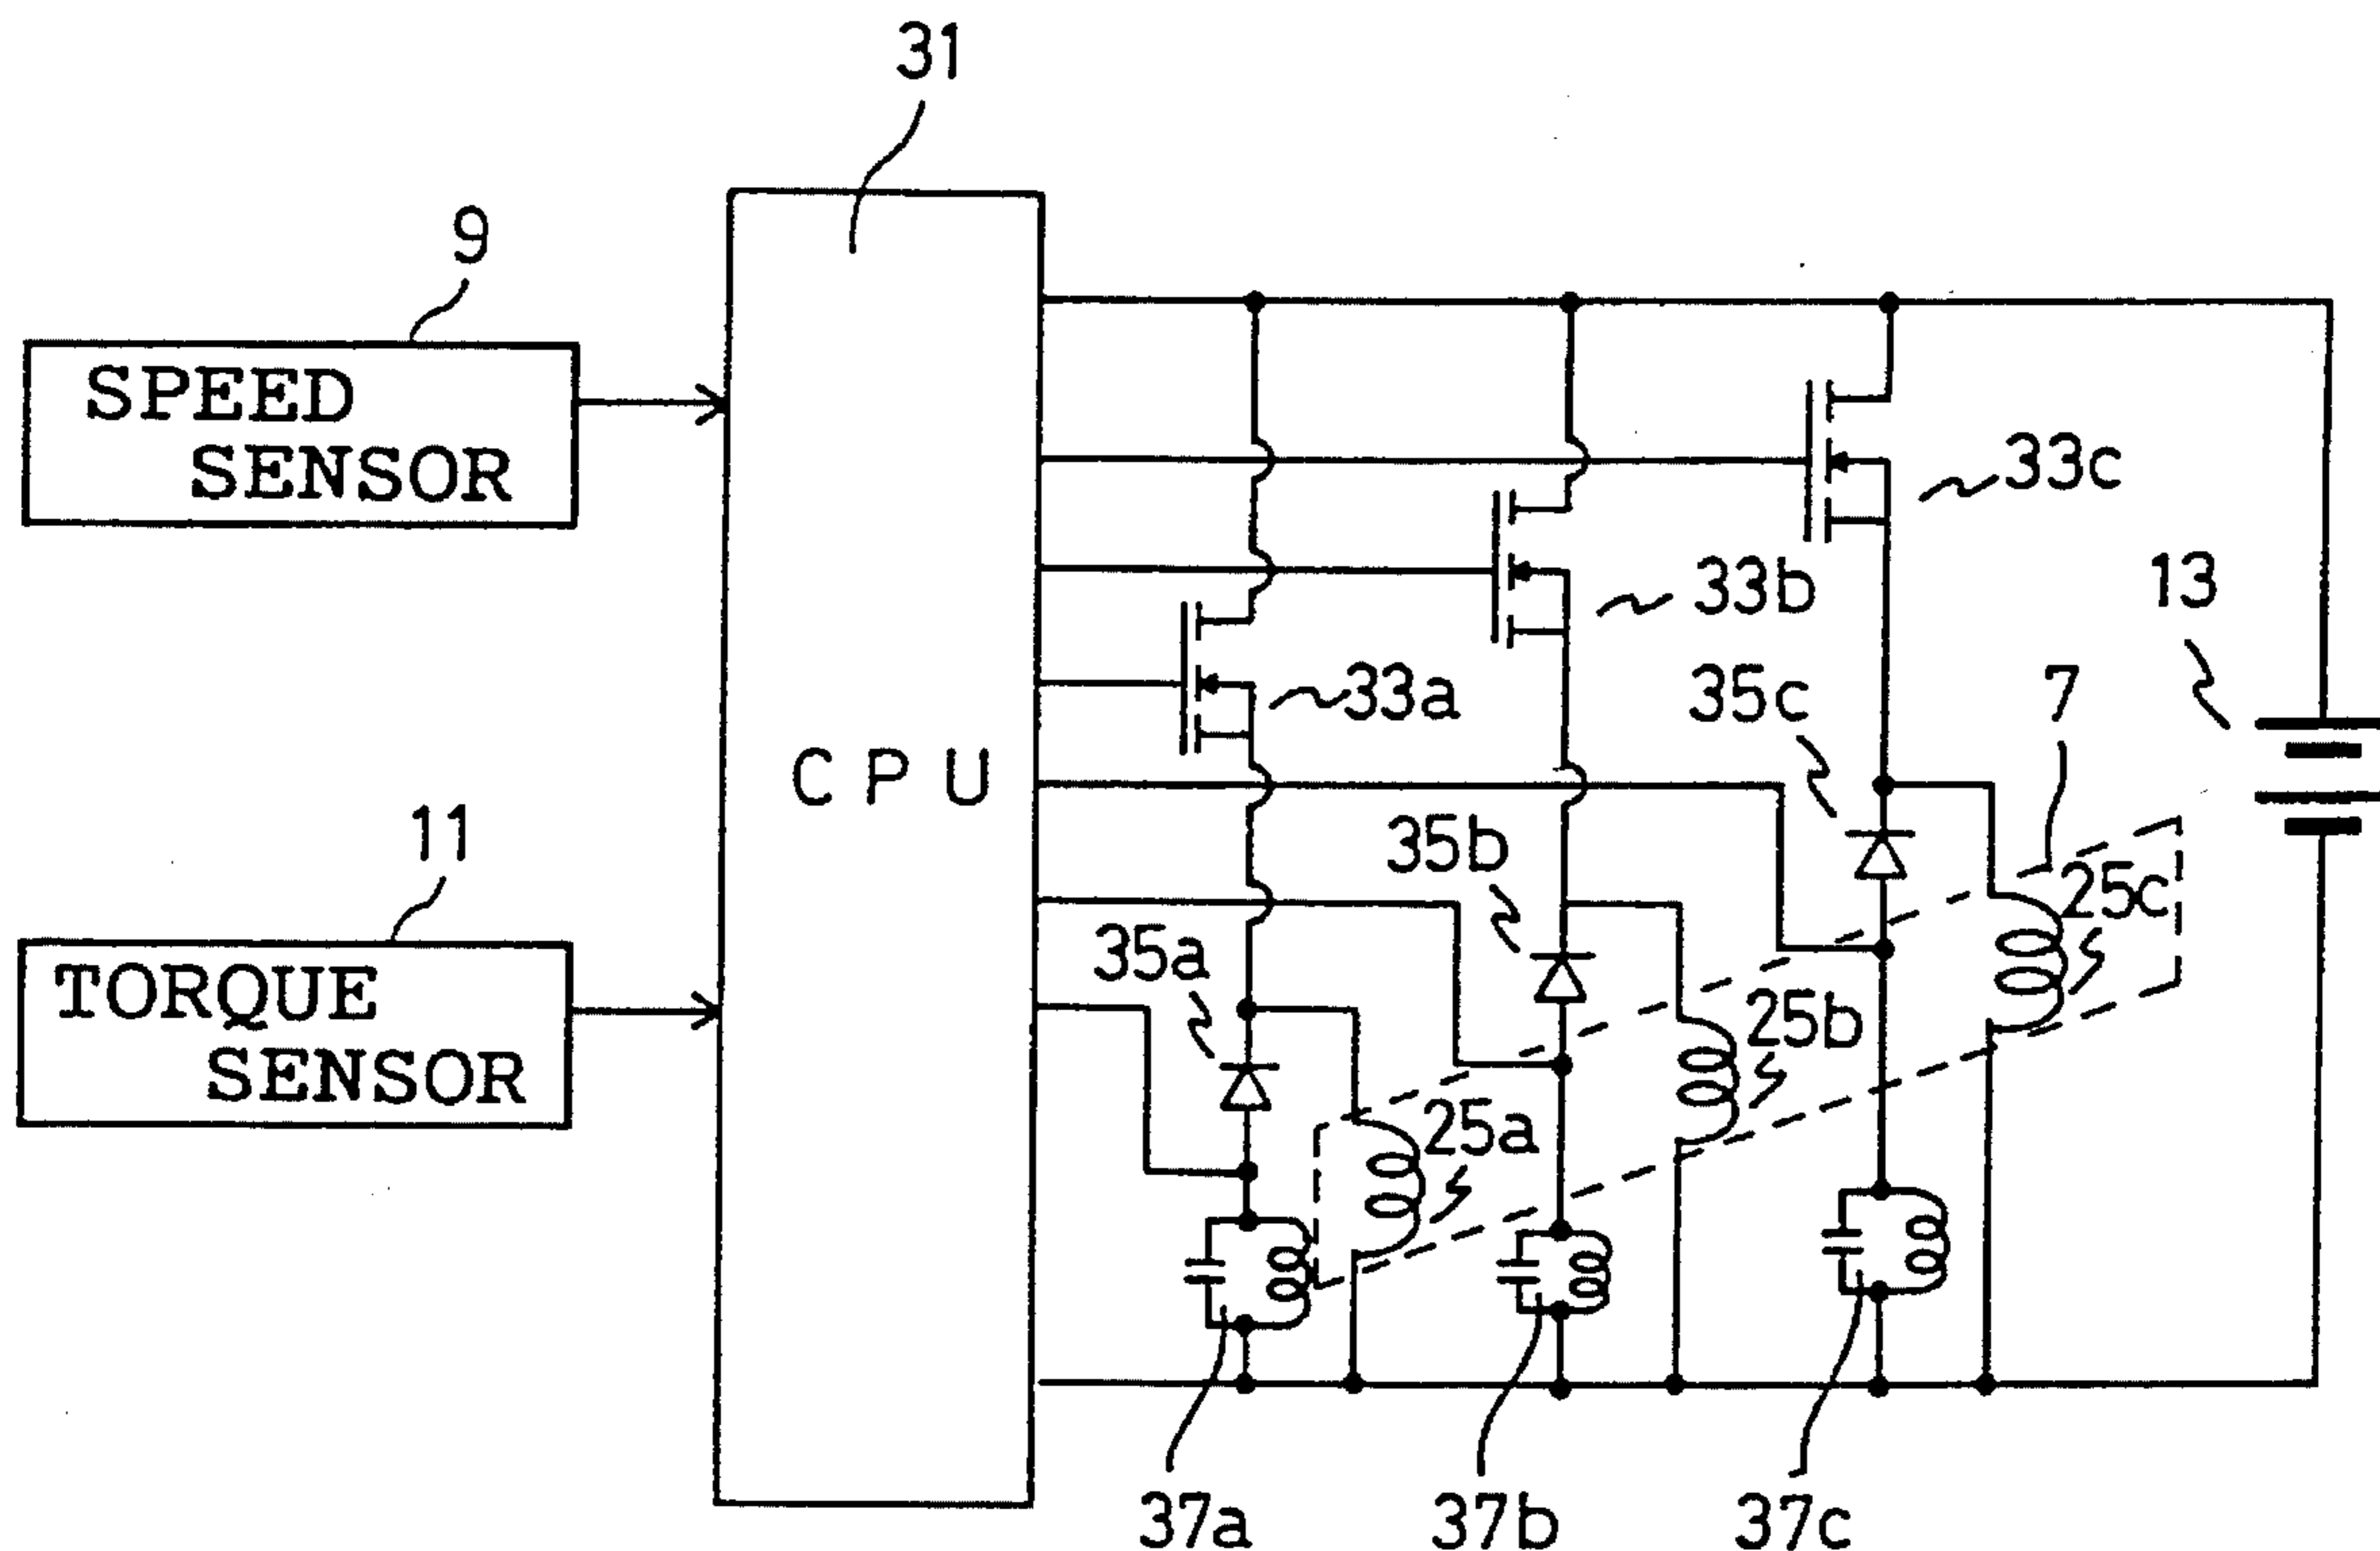 31
9
SPEED
SENSOR
33c
33b
13
33a
35c
7
CPU
11
35b
25c
35a
TORQUE
SENSOR
25b
25a
37a
37b
37c